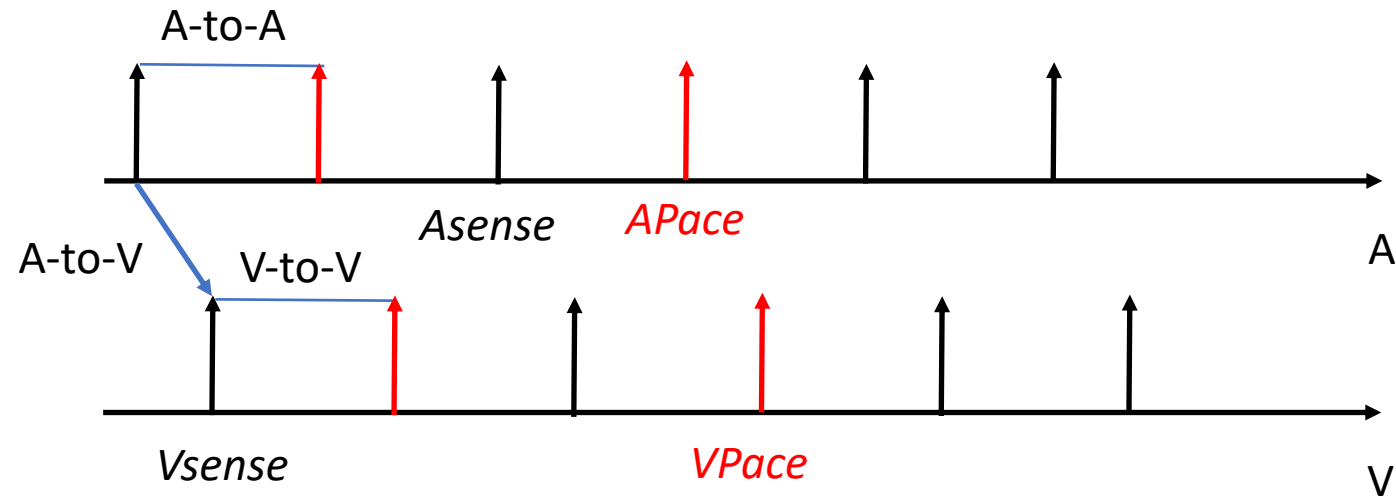 A-to-A
Asense
APace
A
A-to-V
V-to-V
Vsense
VPace
V